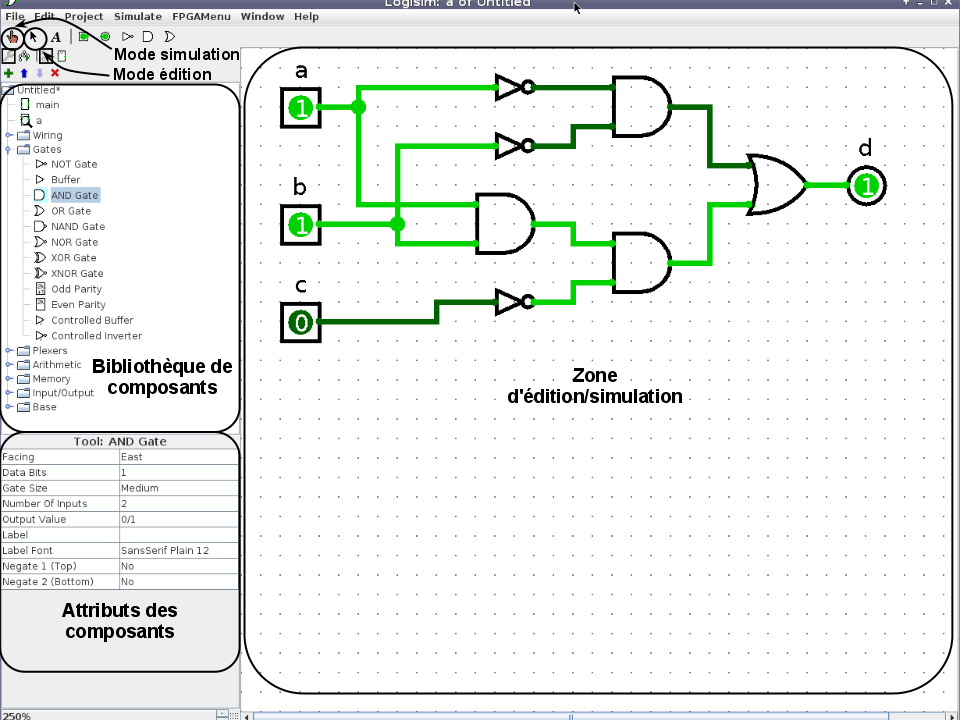 Logisim: a of Untitled
File Edit Project Simulate FPGAMenu Window Help
A
Mode simulation
Mode édition
Untitled*
main
a
Wiring
Gates
NOT Gate
Buffer
AND Gate
OR Gate
NAND Gate
NOR Gate
XOR Gate
XNOR Gate
Odd Parity
Even Parity
Controlled Buffer
Controlled Inverter
Plexers
Arithmetic
Memory
Input/Output
Base
Bibliothèque de
composants
Tool: AND Gate
Facing East
Data Bits 1
Gate Size Medium
Number Of Inputs 2
Output Value 0/1
Label
Label Font SansSerif Plain 12
Negate 1 (Top) No
Negate 2 (Bottom) No
Attributs des
composants
250%
a
1
b
1
c
0
d
1
Zone
d'édition/simulation